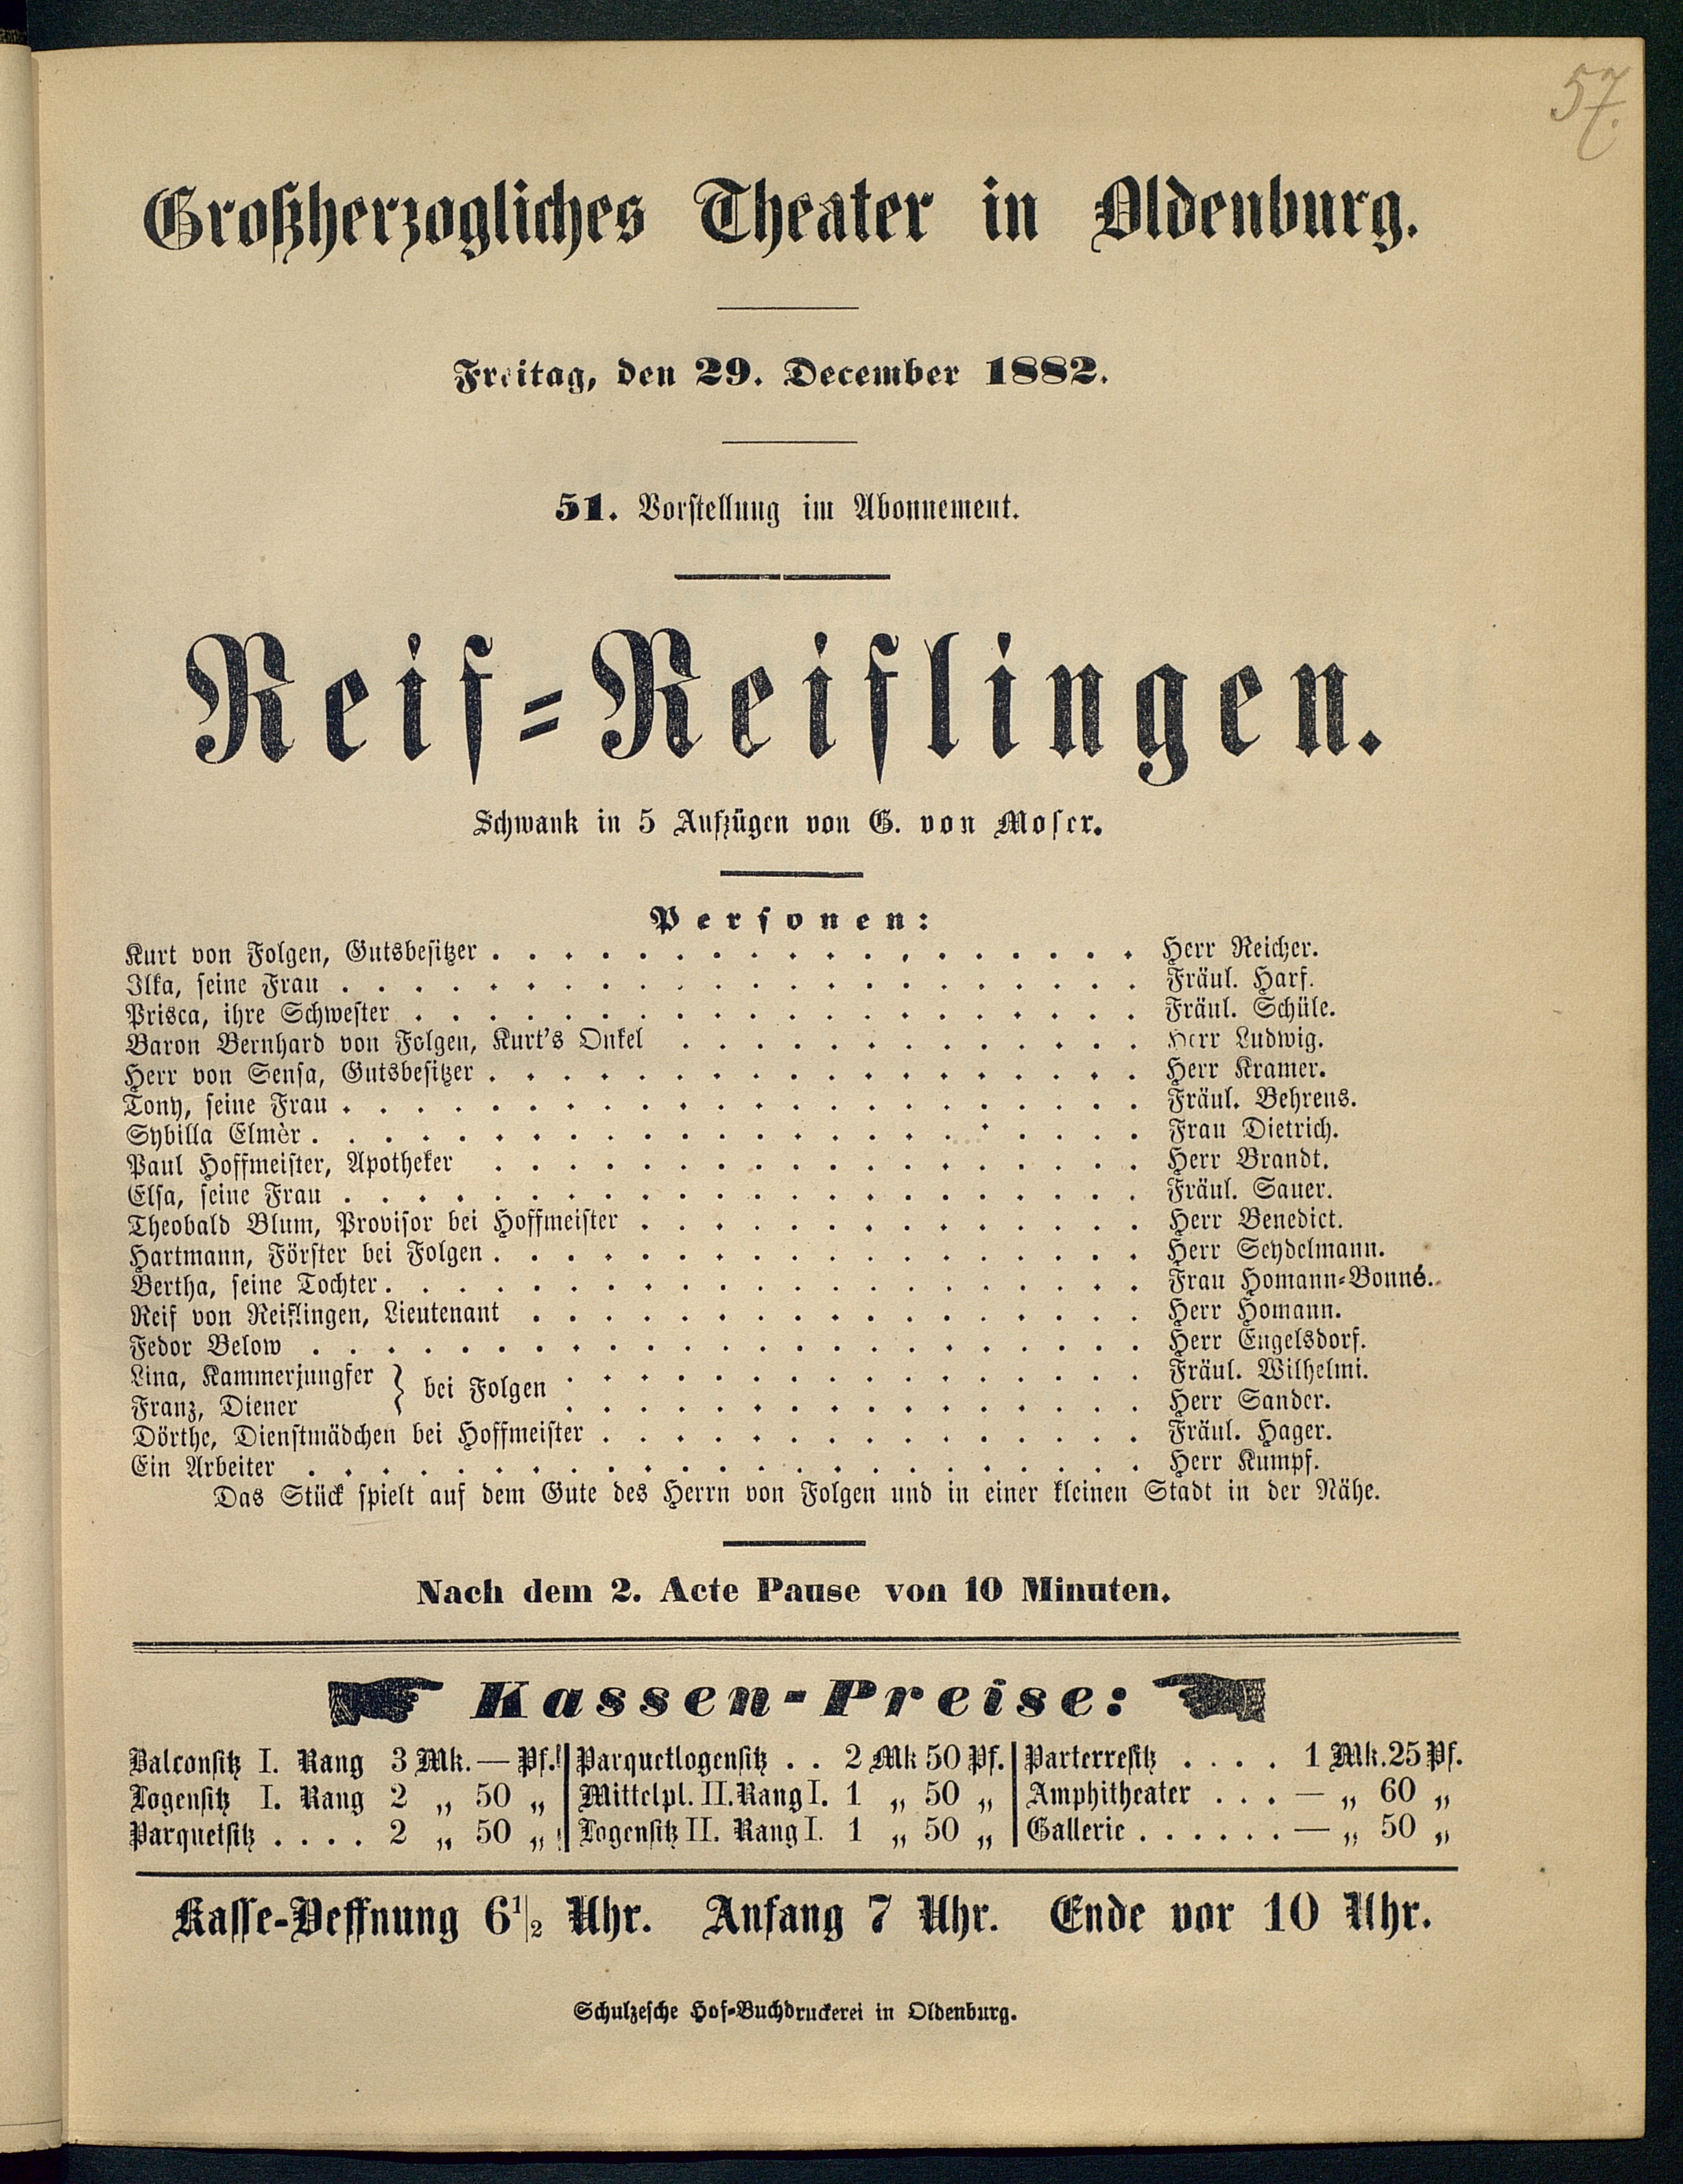 57.
Großherzogliches Theater in Oldenburg.
Freitag, den 29. December 1882.
51. Vorstellung im Abonnement.
Reif=Reiflingen.
Schwank in 5 Aufzügen von G. von Moser.
Personen:
Kurt von Folgen, Gutsbesitzer . . . . . . . . . . . . . . . . . . Herr Reicher.
Ilka, seine Frau . . . . . . . . . . . . . . . . . . . . . . Fräul. Harf.
Prisca, ihre Schwester . . . . . . . . . . . . . . . . . . . . Fräul. Schüle.
Baron Bernhard von Folgen, Kurt's Onkel . . . . . . . . . . . . . Herr Ludwig.
Herr von Sensa, Gutsbesitzer . . . . . . . . . . . . . . . . . . Herr Kramer.
Tony, seine Frau . . . . . . . . . . . . . . . . . . . . . . Fräul. Behrens.
Sybilla Elmèr . . . . . . . . . . . . . . . . . . . . . . . Frau Dietrich.
Paul Hoffmeister, Apotheker . . . . . . . . . . . . . . . . . . Herr Brandt.
Elsa, seine Frau . . . . . . . . . . . . . . . . . . . . . . Fräul. Sauer.
Theobald Blum, Provisor bei Hoffmeister . . . . . . . . . . . . . . Herr Benedict.
Hartmann, Förster bei Folgen . . . . . . . . . . . . . . . . . . Herr Seydelmann.
Bertha, seine Tochter . . . . . . . . . . . . . . . . . . . . . Frau Homann=Bonné.
Reif von Reiflingen, Lieutenant . . . . . . . . . . . . . . . . . Herr Homann.
Fedor Below . . . . . . . . . . . . . . . . . . . . . . . Herr Engelsdorf.
Lina, Kammerjungfer } bei Folgen . . . . . . . . . . . . . . . . Fräul. Wilhelmi.
Franz, Diener . . . . . . . . . . . . . . . . Herr Sander.
Dörthe, Dienstmädchen bei Hoffmeister . . . . . . . . . . . . . . . Fräul. Hager.
Ein Arbeiter . . . . . . . . . . . . . . . . . . . . . . . Herr Kumpf.
Das Stück spielt auf dem Gute des Herrn von Folgen und in einer kleinen Stadt in der Nähe.
Nach dem 2. Acte Pause von 10 Minuten.
Kassen-Preise:
Balconsitz I. Rang 3 Mk. — Pf. Parquetlogensitz . . 2 Mk 50 Pf. Parterresitz . . . . 1 Mk. 25 Pf.
Logensitz I. Rang 2 „ 50 „ Mittelpl. II. Rang I. 1 „ 50 „ Amphitheater . . . — „ 60 „
Parquetsitz . . . . 2 „ 50 „ Logensitz II. Rang I. 1 „ 50 „ Gallerie . . . . . . — „ 50 „
Kasse-Oeffnung 6 1/2 Uhr. Anfang 7 Uhr. Ende vor 10 Uhr.
Schulzesche Hof=Buchdruckerei in Oldenburg.